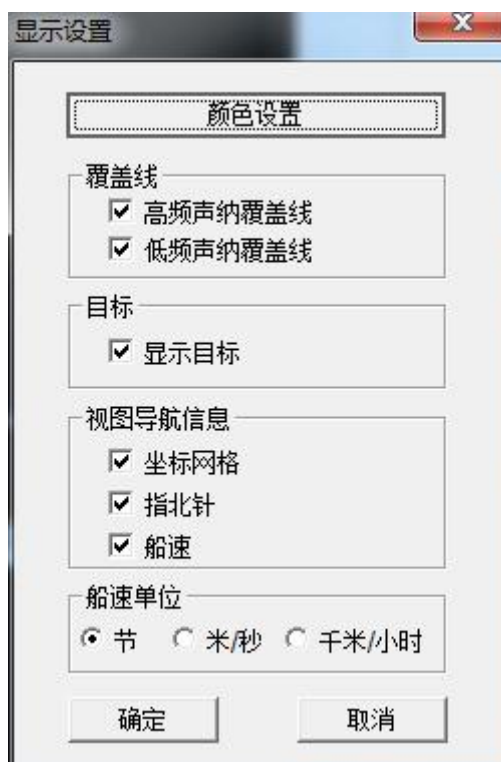 显示设置
颜色设置
覆盖线
高频声纳覆盖线
低频声纳覆盖线
目标
显示目标
视图导航信息
坐标网格
指北针
船速
船速单位
节 米/秒 千米/小时
确定 取消